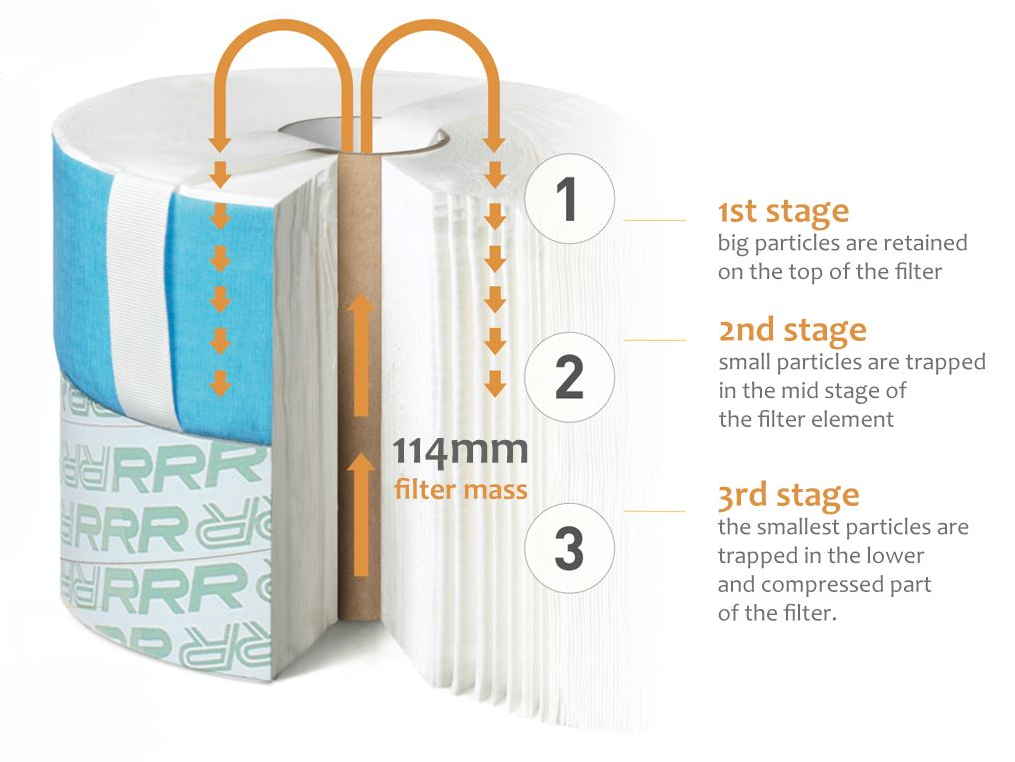 1
1st stage
big particles are retained
on the top of the filter
2
2nd stage
small particles are trapped
in the mid stage of
the filter element
114mm
filter mass
3
3rd stage
the smallest particles are
trapped in the lower
and compressed part
of the filter.
RRR
RRR
RRR